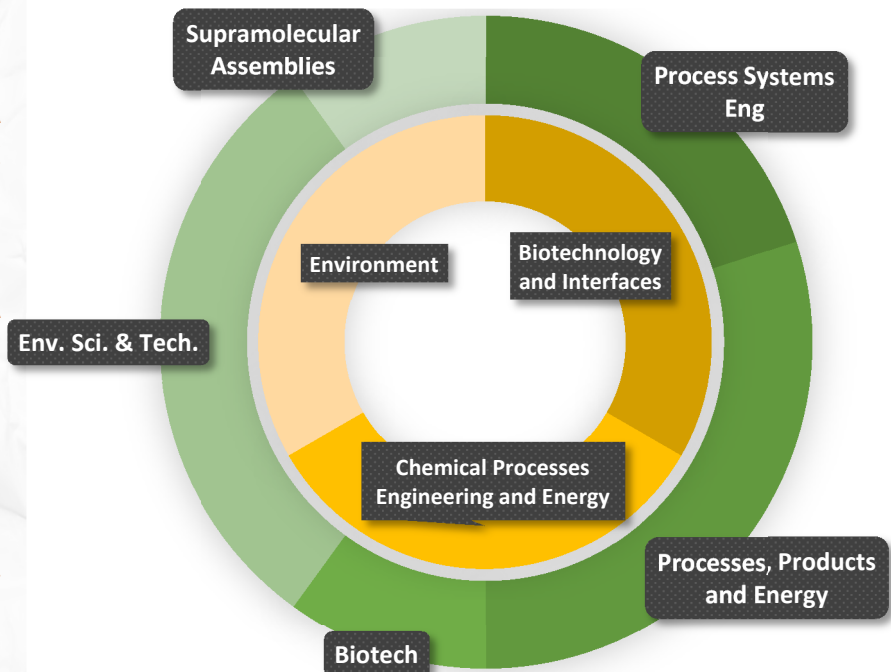 Supramolecular
Assemblies
Process Systems
Eng
Environment
Biotechnology
and Interfaces
Env. Sci. & Tech.
Chemical Processes
Engineering and Energy
Processes, Products
and Energy
Biotech